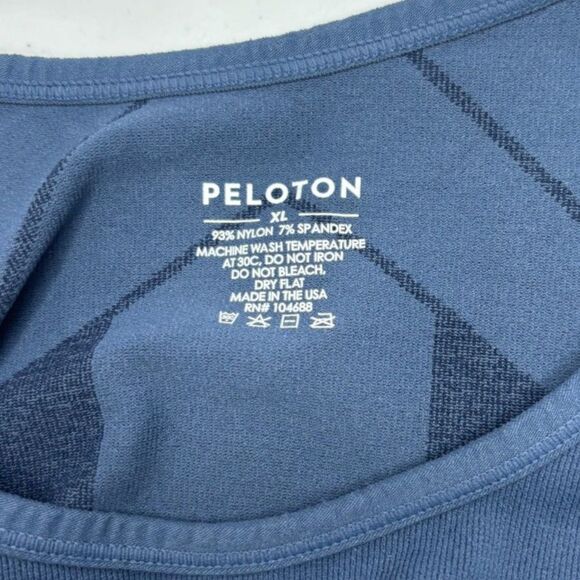 PELOTON
XL
93% NYLON 7% SPANDEX
MACHINE WASH TEMPERATURE
AT 30C, DO NOT IRON
DO NOT BLEACH,
DRY FLAT
MADE IN THE USA
RN# 104688